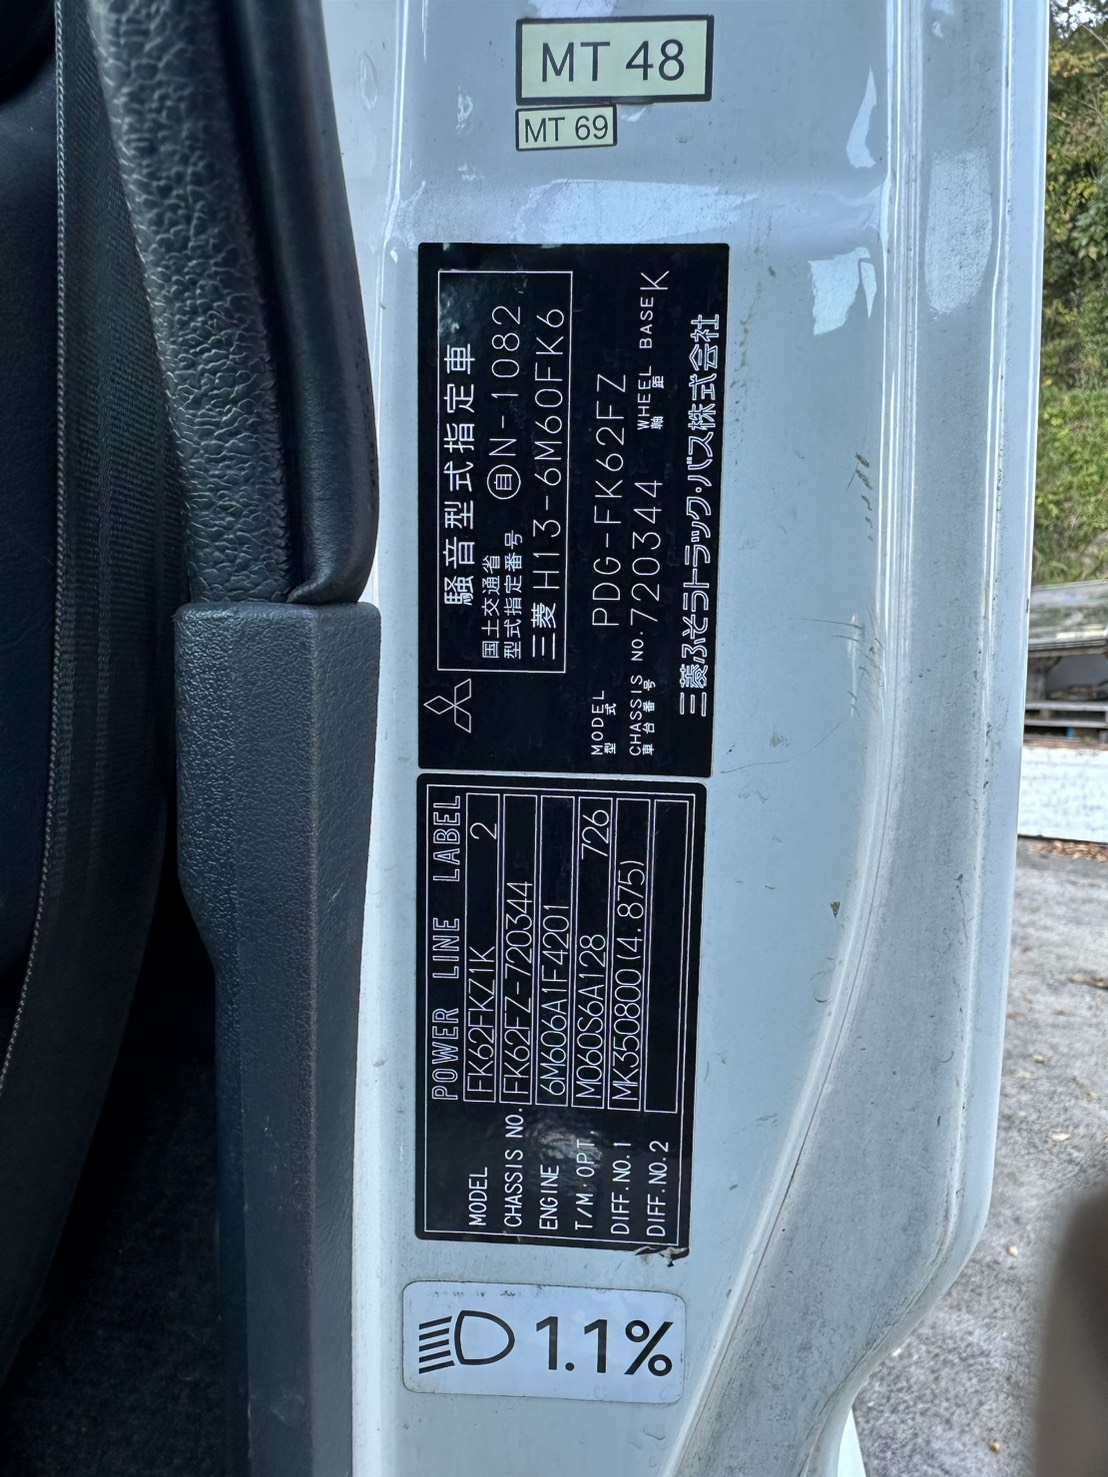 MT 48
MT 69
騒音型式指定車
国土交通省
型式指定番号 自N-1082
三菱 H13-6M60FK6
MODEL
型式 PDG-FK62FZ
CHASSIS NO. 720344 WHEEL BASE K
車台番号 軸距
三菱ふそうトラック・バス株式会社
POWER LINE LABEL
MODEL FK62FKZ1K 2
CHASSIS NO. FK62FZ-720344
ENGINE 6M606A1F4201
T/M・OPT M060S6A128 726
DIFF.NO.1 MK350800(4.875)
DIFF.NO.2
1.1%